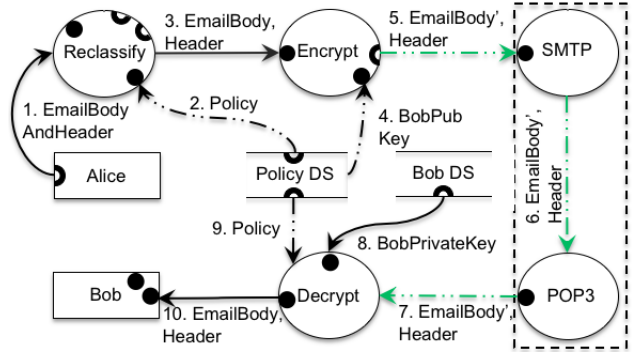 3. EmailBody,
Header
5. EmailBody’,
Header
Reclassify
Encrypt
SMTP
1. EmailBody
AndHeader
2. Policy
4. BobPub
Key
6. EmailBody’,
Header
Alice
Policy DS
Bob DS
9. Policy
8. BobPrivateKey
Bob
Decrypt
POP3
10. EmailBody,
Header
7. EmailBody’,
Header